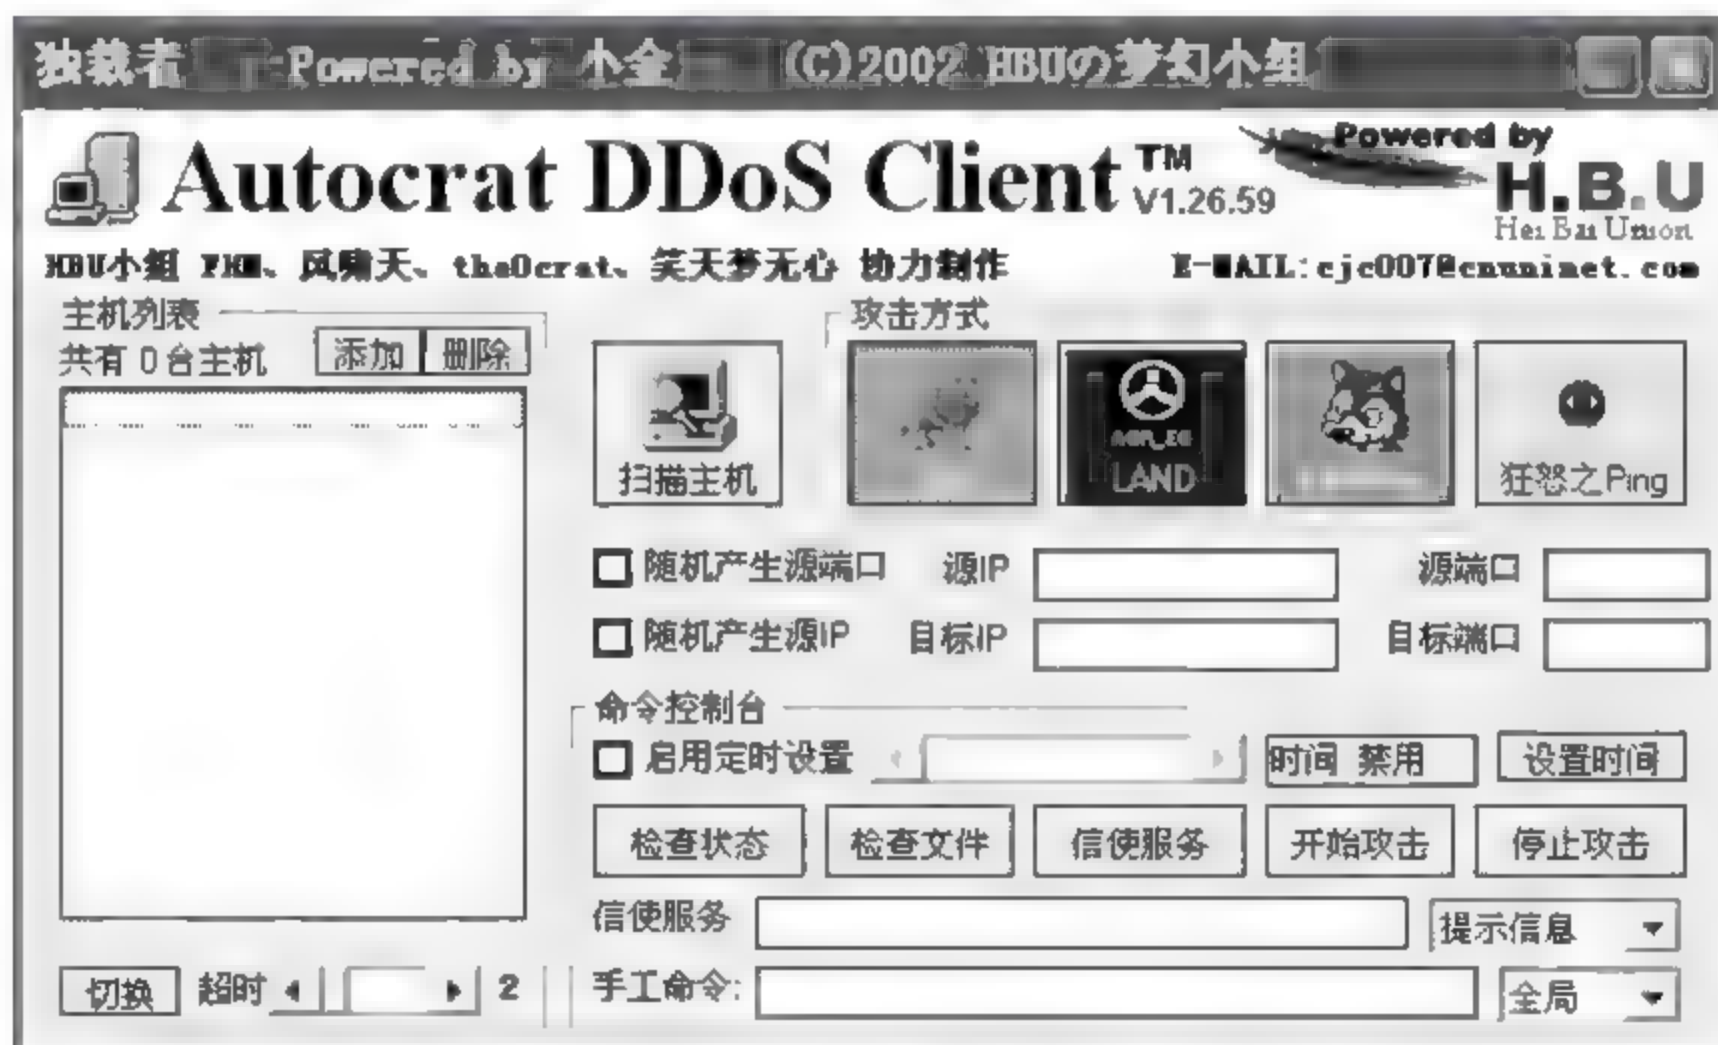 独裁者 Powered by 小金 (C)2002 HBUの梦幻小组
Autocrat DDoS Client TM
V1.26.59
Powered by
H.B.U
Hei Bai Union
HBU小组 风啸天、tha0crat、笑天梦无心 协力制作
E-MAIL:cjc007@cnuninet.com
主机列表
共有 0台主机 添加 删除
扫描主机
攻击方式
LAND
狂怒之Ping
随机产生源端口 源IP 源端口
随机产生源IP 目标IP 目标端口
命令控制台
启用定时设置 时间 禁用 设置时间
检查状态 检查文件 信使服务 开始攻击 停止攻击
信使服务 提示信息
切换 超时 2
手工命令: 全局